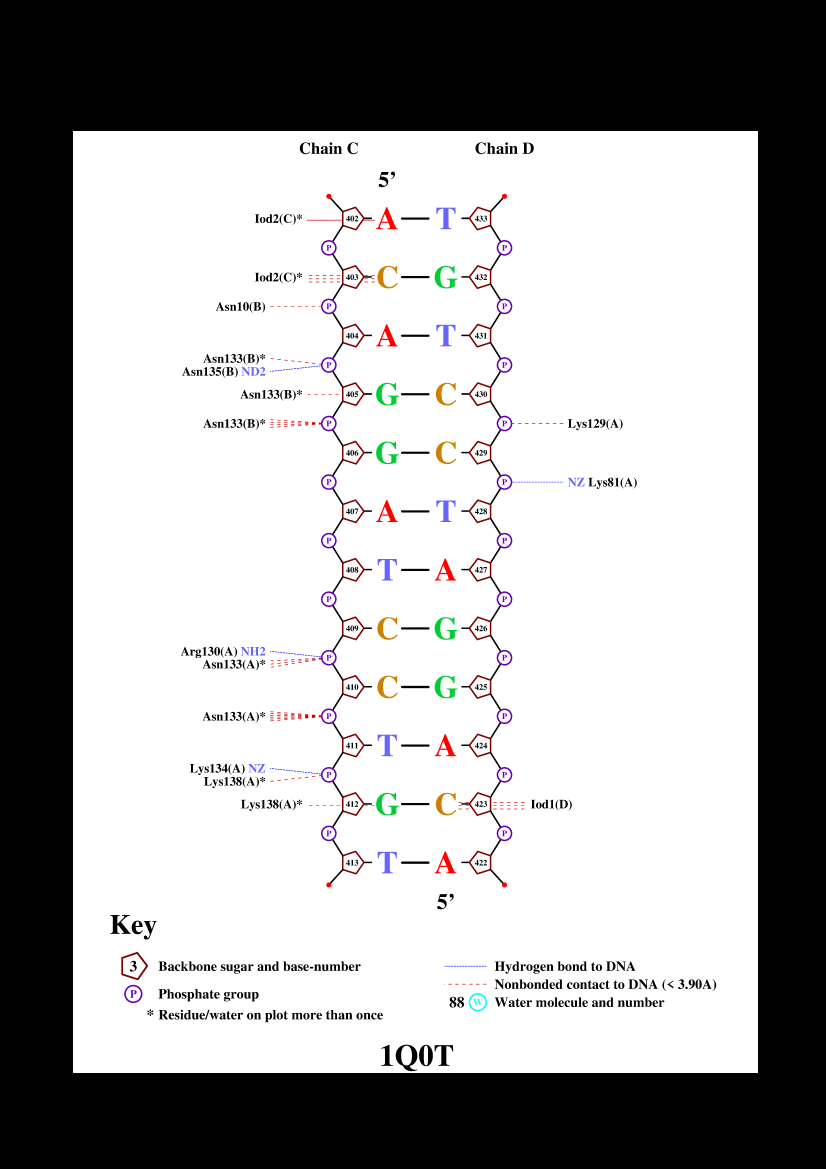 Chain C Chain D
5’
Iod2(C)* 402 A T 433
P P
Iod2(C)* 403 C G 432
Asn10(B) P P
404 A T 431
Asn133(B)*
P P
Asn135(B) ND2
Asn133(B)* 405 G C 430
Asn133(B)* P P Lys129(A)
406 G C 429
P P NZ Lys81(A)
407 A T 428
P P
408 T A 427
P P
409 C G 426
Arg130(A) NH2
P P
Asn133(A)*
410 C G 425
Asn133(A)* P P
411 T A 424
Lys134(A) NZ
P P
Lys138(A)*
Lys138(A)* 412 G C 423 Iod1(D)
P P
413 T A 422
5’
Key
3 Backbone sugar and base-number
P Phosphate group
* Residue/water on plot more than once
Hydrogen bond to DNA
Nonbonded contact to DNA (< 3.90A)
88 W Water molecule and number
1Q0T